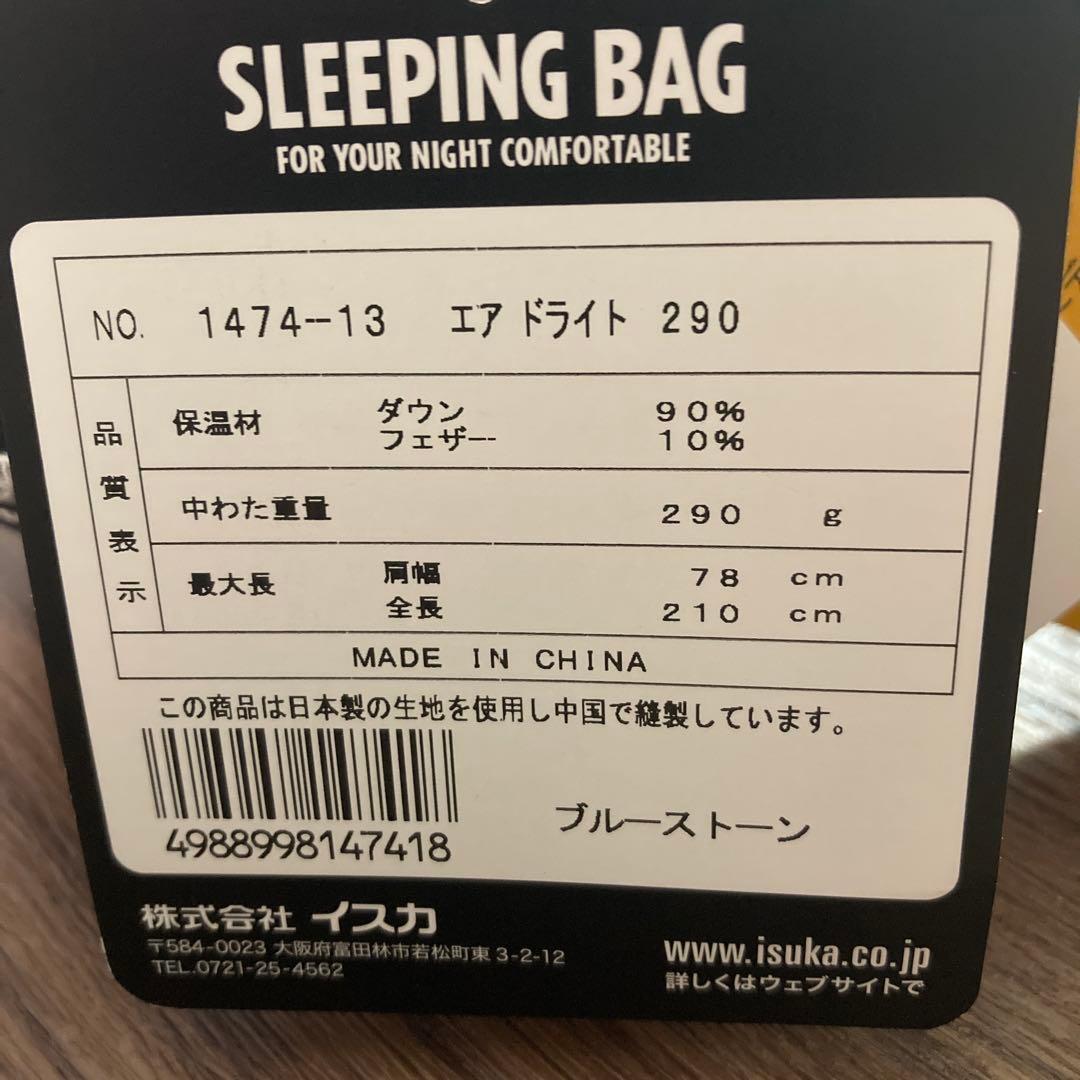 SLEEPING BAG
FOR YOUR NIGHT COMFORTABLE
NO. 1474--13 エア ドライト 290
品質表示
保温材 ダウン 90%
フェザー 10%
中わた重量 290 g
最大長 肩幅 78 cm
全長 210 cm
MADE IN CHINA
この商品は日本製の生地を使用し中国で縫製しています。
4988998147418
ブルーストーン
株式会社 イスカ
〒584-0023 大阪府富田林市若松町東3-2-12
TEL.0721-25-4562
www.isuka.co.jp
詳しくはウェブサイトで